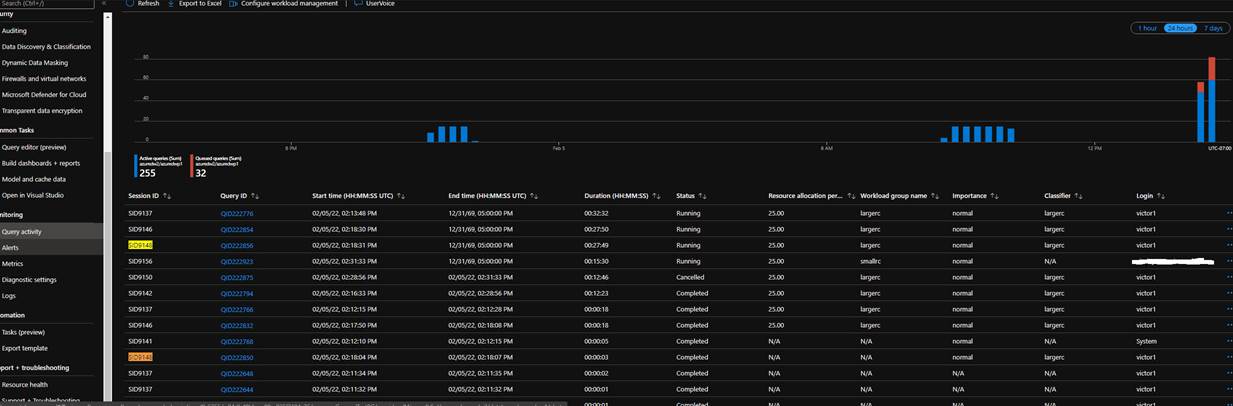 Search (Ctrl+/)
Refresh Export to Excel Configure workload management UserVoice
urity
Auditing
Data Discovery & Classification
Dynamic Data Masking
Firewalls and virtual networks
Microsoft Defender for Cloud
Transparent data encryption
mmon Tasks
Query editor (preview)
Build dashboards + reports
Model and cache data
Open in Visual Studio
nitoring
Query activity
Alerts
Metrics
Diagnostic settings
Logs
omation
Tasks (preview)
Export template
pport + troubleshooting
Resource health
Support + Troubleshooting
1 hour 24 hours 7 days
80
60
40
20
0
6 PM Feb 5 6 AM 12 PM UTC-07:00
Active queries (Sum) Queued queries (Sum)
255 32
Session ID Query ID Start time (HH:MM:SS UTC) End time (HH:MM:SS UTC) Duration (HH:MM:SS) Status Resource allocation per... Workload group name Importance Classifier Login
SID9137 QID222776 02/05/22, 02:13:48 PM 12/31/69, 05:00:00 PM 00:32:32 Running 25.00 largerc normal largerc victor1
SID9146 QID222854 02/05/22, 02:18:30 PM 12/31/69, 05:00:00 PM 00:27:50 Running 25.00 largerc normal largerc victor1
SID9148 QID222856 02/05/22, 02:18:31 PM 12/31/69, 05:00:00 PM 00:27:49 Running 25.00 largerc normal largerc victor1
SID9156 QID222923 02/05/22, 02:31:33 PM 12/31/69, 05:00:00 PM 00:15:30 Running 25.00 smallrc normal N/A
SID9150 QID222875 02/05/22, 02:28:56 PM 02/05/22, 02:31:33 PM 00:12:46 Cancelled 25.00 largerc normal largerc victor1
SID9142 QID222794 02/05/22, 02:16:33 PM 02/05/22, 02:28:56 PM 00:12:23 Completed 25.00 largerc normal largerc victor1
SID9137 QID222766 02/05/22, 02:12:15 PM 02/05/22, 02:12:28 PM 00:00:18 Completed 25.00 largerc normal largerc victor1
SID9146 QID222832 02/05/22, 02:17:50 PM 02/05/22, 02:18:08 PM 00:00:18 Completed 25.00 largerc normal largerc victor1
SID9141 QID222768 02/05/22, 02:12:10 PM 02/05/22, 02:12:15 PM 00:00:05 Completed N/A N/A normal N/A System
SID9148 QID222850 02/05/22, 02:18:04 PM 02/05/22, 02:18:07 PM 00:00:03 Completed N/A N/A normal largerc victor1
SID9137 QID222648 02/05/22, 02:11:34 PM 02/05/22, 02:11:35 PM 00:00:02 Completed N/A N/A N/A N/A victor1
SID9137 QID222644 02/05/22, 02:11:32 PM 02/05/22, 02:11:32 PM 00:00:01 Completed N/A N/A N/A N/A victor1
00:00:01 Completed N/A N/A N/A N/A victor1